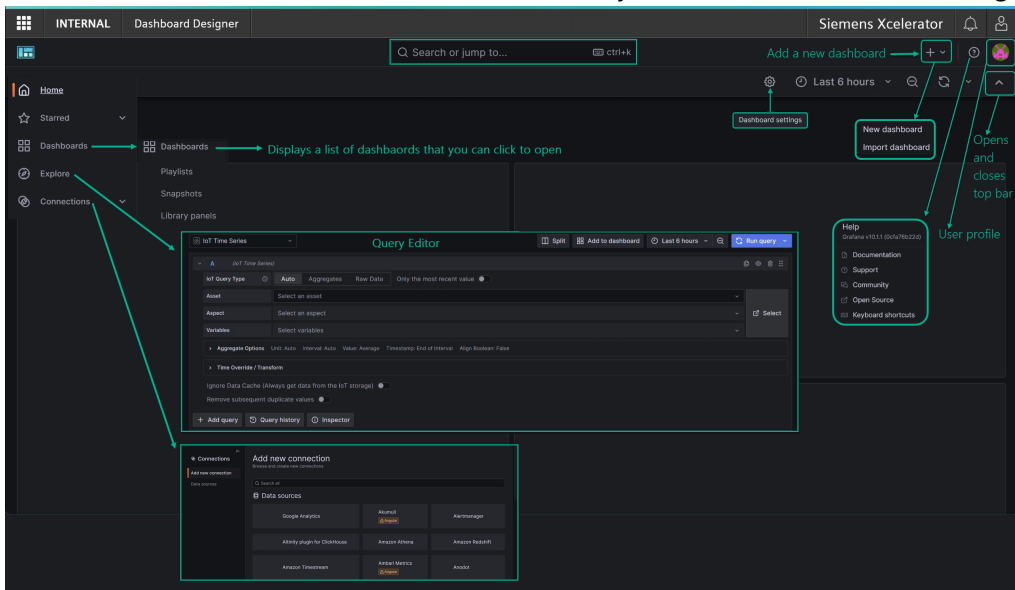 INTERNAL Dashboard Designer Siemens Xcelerator
Search or jump to... ctrl+k Add a new dashboard
Home Last 6 hours
Starred Dashboard settings
New dashboard
Dashboards Dashboards Displays a list of dashbaords that you can click to open Import dashboard
Opens
and
closes
top bar
Explore Playlists
Snapshots
Connections Library panels
User profile
Help
Grafana v10.1.1 (0cfa76b22d)
Documentation
Support
Community
Open Source
Keyboard shortcuts
IoT Time Series Query Editor Split Add to dashboard Last 6 hours Run query
A (IoT Time Series)
IoT Query Type Auto Aggregates Raw Data Only the most recent value
Asset Select an asset
Aspect Select an aspect Select
Variables Select variables
Aggregate Options Unit: Auto Interval: Auto Value: Average Timestamp: End of Interval Align Boolean: False
Time Override / Transform
Ignore Data Cache (Always get data from the IoT storage)
Remove subsequent duplicate values
+ Add query Query history Inspector
Connections Add new connection
Browse and create new connections
Add new connection
Data sources Search all
Data sources
Google Analytics Akumuli Alertmanager
Angular
Altinity plugin for ClickHouse Amazon Athena Amazon Redshift
Amazon Timestream Ambari Metrics Anodot
Angular